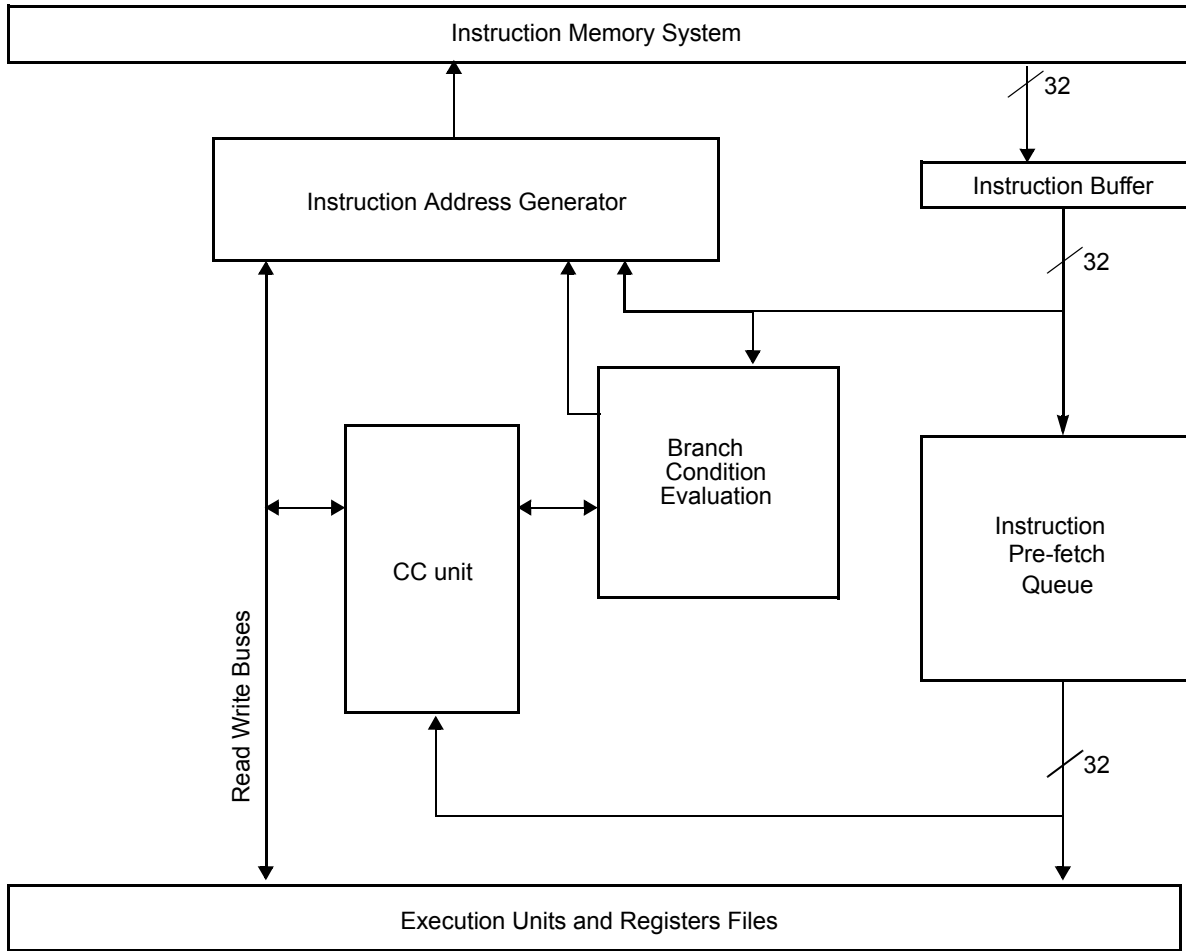 Instruction Memory System
32
Instruction Address Generator
Instruction Buffer
32
Branch
Condition
Evaluation
Instruction
Pre-fetch
Queue
CC unit
Read Write Buses
32
Execution Units and Registers Files